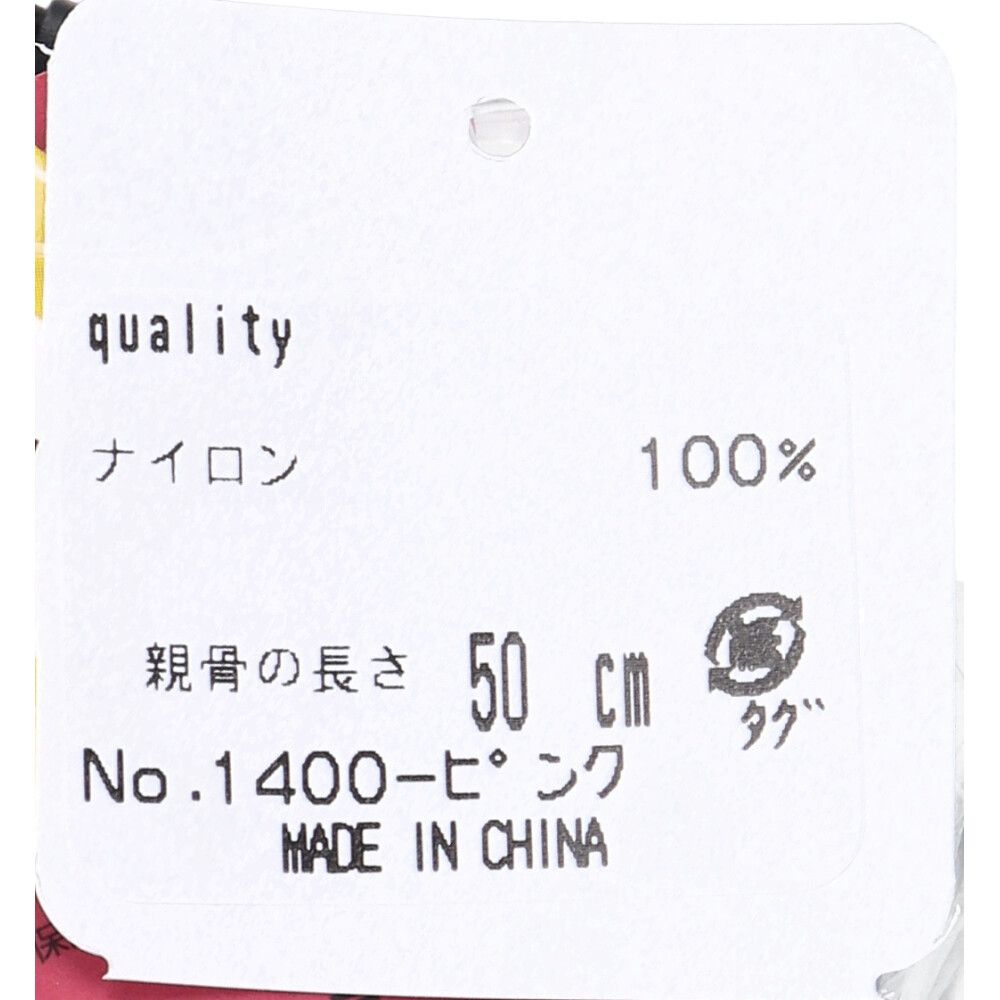 quality
ナイロン 100%
親骨の長さ 50 cm
タグ
No.1400-ピンク
MADE IN CHINA
保